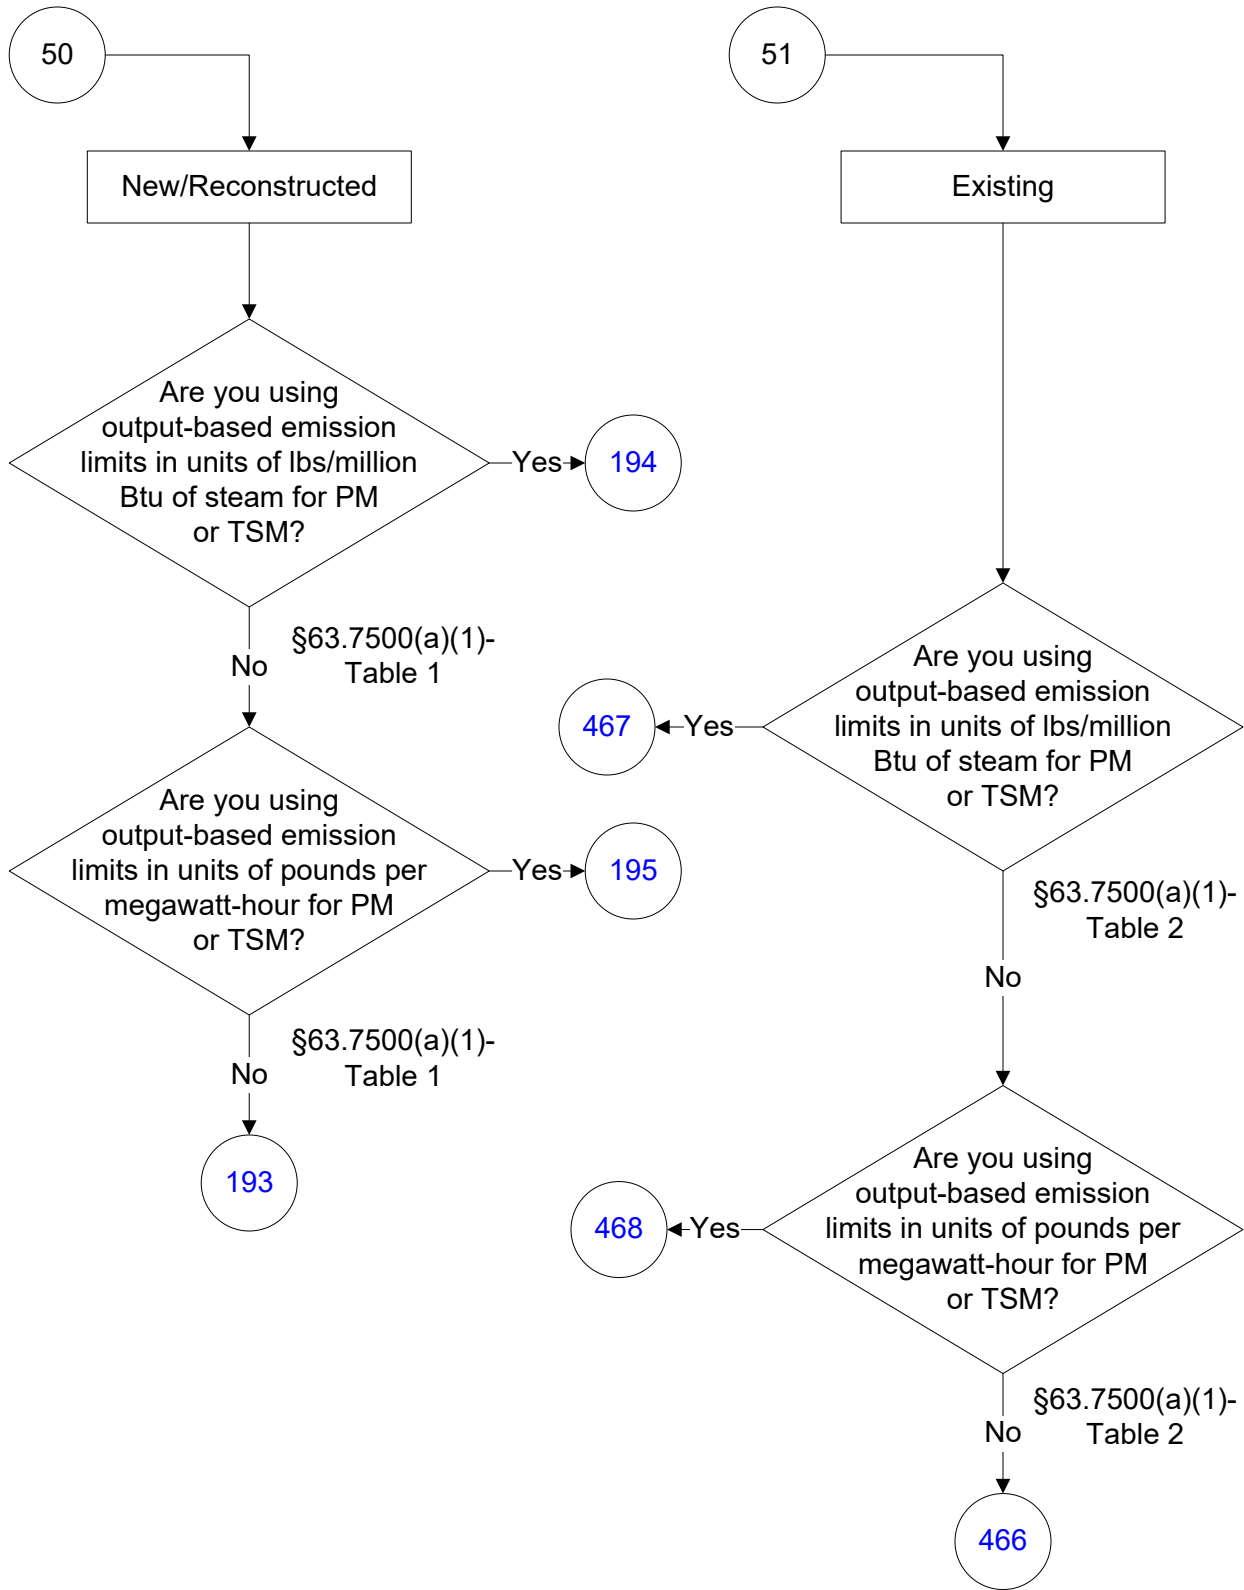 50
New/Reconstructed
Are you using
output-based emission
limits in units of lbs/million
Btu of steam for PM
or TSM?
Yes
194
No
§63.7500(a)(1)-
Table 1
Are you using
output-based emission
limits in units of pounds per
megawatt-hour for PM
or TSM?
Yes
195
No
§63.7500(a)(1)-
Table 1
193
51
Existing
Are you using
output-based emission
limits in units of lbs/million
Btu of steam for PM
or TSM?
Yes
467
§63.7500(a)(1)-
Table 2
No
Are you using
output-based emission
limits in units of pounds per
megawatt-hour for PM
or TSM?
Yes
468
§63.7500(a)(1)-
Table 2
No
466